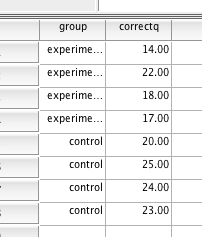 group correctq
experime... 14.00
experime... 22.00
experime... 18.00
experime... 17.00
control 20.00
control 25.00
control 24.00
control 23.00